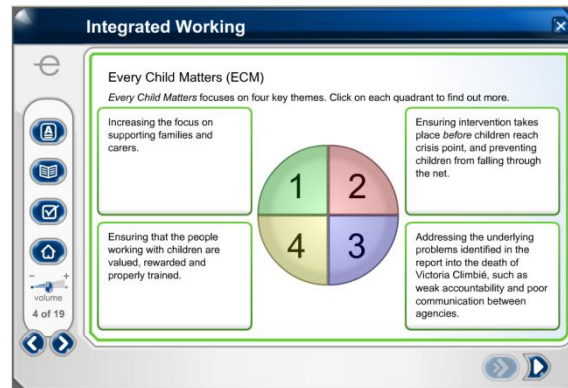 Integrated Working
Every Child Matters (ECM)
Every Child Matters focuses on four key themes. Click on each quadrant to find out more.
Increasing the focus on
supporting families and
carers.
Ensuring intervention takes
place before children reach
crisis point, and preventing
children from falling through
the net.
1
2
4
3
Ensuring that the people
working with children are
valued, rewarded and
properly trained.
Addressing the underlying
problems identified in the
report into the death of
Victoria Climbié, such as
weak accountability and poor
communication between
agencies.
- +
volume
4 of 19